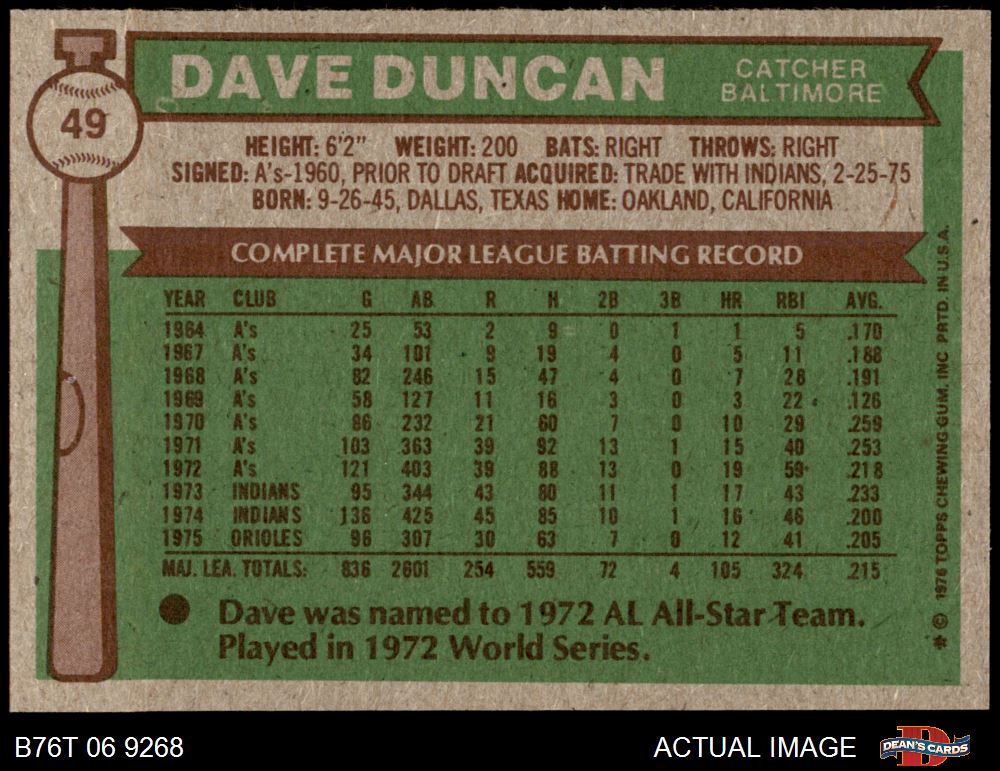 49
DAVE DUNCAN
CATCHER
BALTIMORE
HEIGHT: 6'2" WEIGHT: 200 BATS: RIGHT THROWS: RIGHT
SIGNED: A's-1960, PRIOR TO DRAFT ACQUIRED: TRADE WITH INDIANS, 2-25-75
BORN: 9-26-45, DALLAS, TEXAS HOME: OAKLAND, CALIFORNIA
COMPLETE MAJOR LEAGUE BATTING RECORD
YEAR CLUB G AB R H 2B 3B HR RBI AVG.
1964 A's 25 53 2 9 0 1 1 5 .170
1967 A's 34 101 9 19 4 0 5 11 .188
1968 A's 82 246 15 47 4 0 7 28 .191
1969 A's 58 127 11 16 3 0 3 22 .126
1970 A's 86 232 21 60 7 0 10 29 .259
1971 A's 103 363 39 92 13 1 15 40 .253
1972 A's 121 403 39 88 13 0 19 59 .218
1973 INDIANS 95 344 43 80 11 1 17 43 .233
1974 INDIANS 136 425 45 85 10 1 16 46 .200
1975 ORIOLES 96 307 30 63 7 0 12 41 .205
MAJ. LEA. TOTALS: 836 2601 254 559 72 4 105 324 .215
Dave was named to 1972 AL All-Star Team.
Played in 1972 World Series.
* © 1976 TOPPS CHEWING GUM, INC PRTD. IN U.S.A.
B76T 06 9268
ACTUAL IMAGE
DEAN'S CARDS